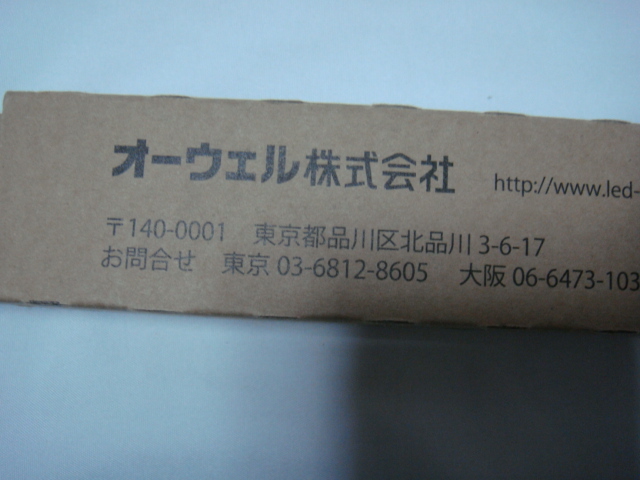 オーウェル株式会社 http://www.led-
〒140-0001 東京都品川区北品川 3-6-17
お問合せ 東京 03-6812-8605 大阪 06-6473-103